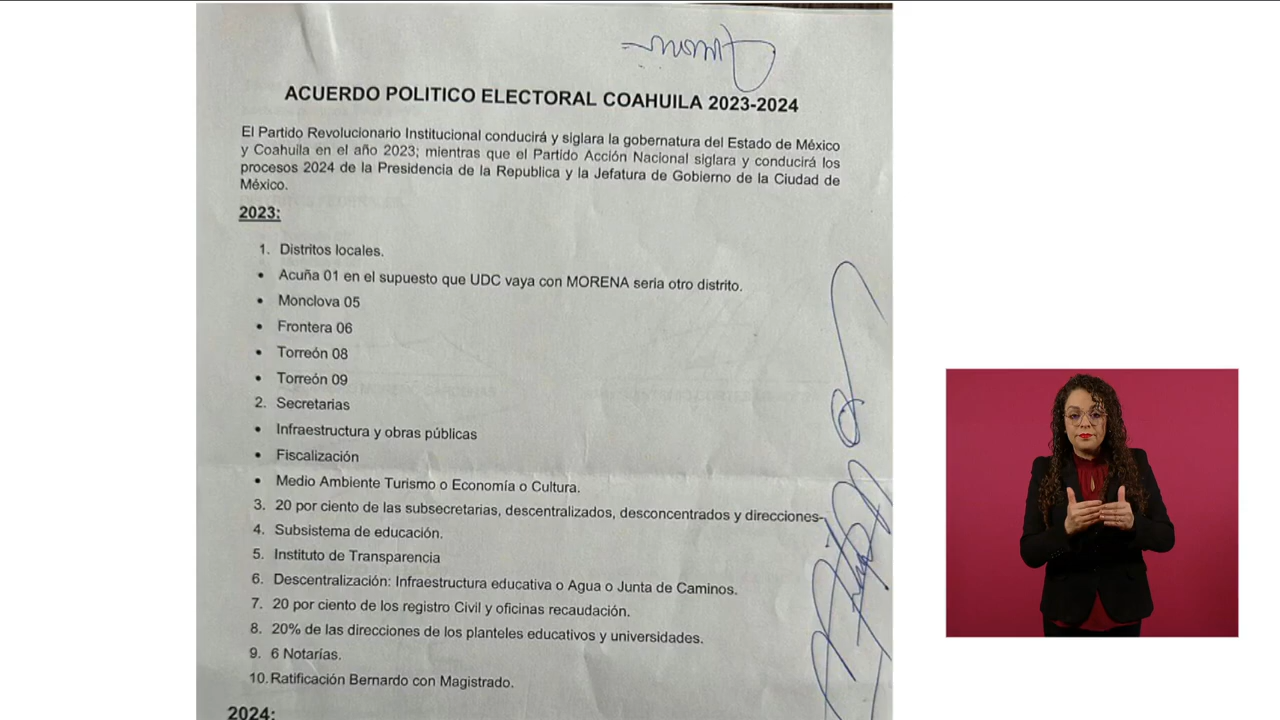 ACUERDO POLITICO ELECTORAL COAHUILA 2023-2024
El Partido Revolucionario Institucional conducirá y siglara la gobernatura del Estado de México
y Coahuila en el año 2023; mientras que el Partido Acción Nacional siglara y conducirá los
procesos 2024 de la Presidencia de la Republica y la Jefatura de Gobierno de la Ciudad de
México.
2023:
1. Distritos locales.
• Acuña 01 en el supuesto que UDC vaya con MORENA seria otro distrito.
• Monclova 05
• Frontera 06
• Torreón 08
• Torreón 09
2. Secretarias
• Infraestructura y obras públicas
• Fiscalización
• Medio Ambiente Turismo o Economía o Cultura.
3. 20 por ciento de las subsecretarias, descentralizados, desconcentrados y direcciones
4. Subsistema de educación.
5. Instituto de Transparencia
6. Descentralización: Infraestructura educativa o Agua o Junta de Caminos.
7. 20 por ciento de los registro Civil y oficinas recaudación.
8. 20% de las direcciones de los planteles educativos y universidades.
9. 6 Notarías.
10. Ratificación Bernardo con Magistrado.
2024: